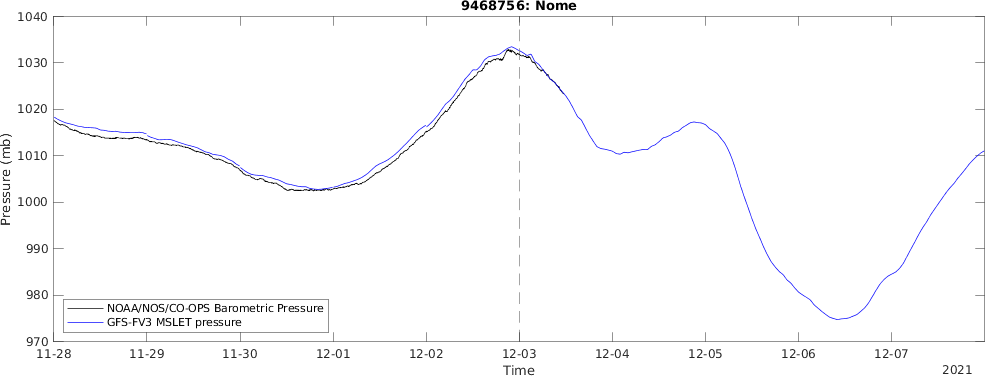 9468756: Nome
1040
1030
1020
1010
1000
990
980
970
Pressure (mb)
NOAA/NOS/CO-OPS Barometric Pressure
GFS-FV3 MSLET pressure
11-28 11-29 11-30 12-01 12-02 12-03 12-04 12-05 12-06 12-07
Time
2021